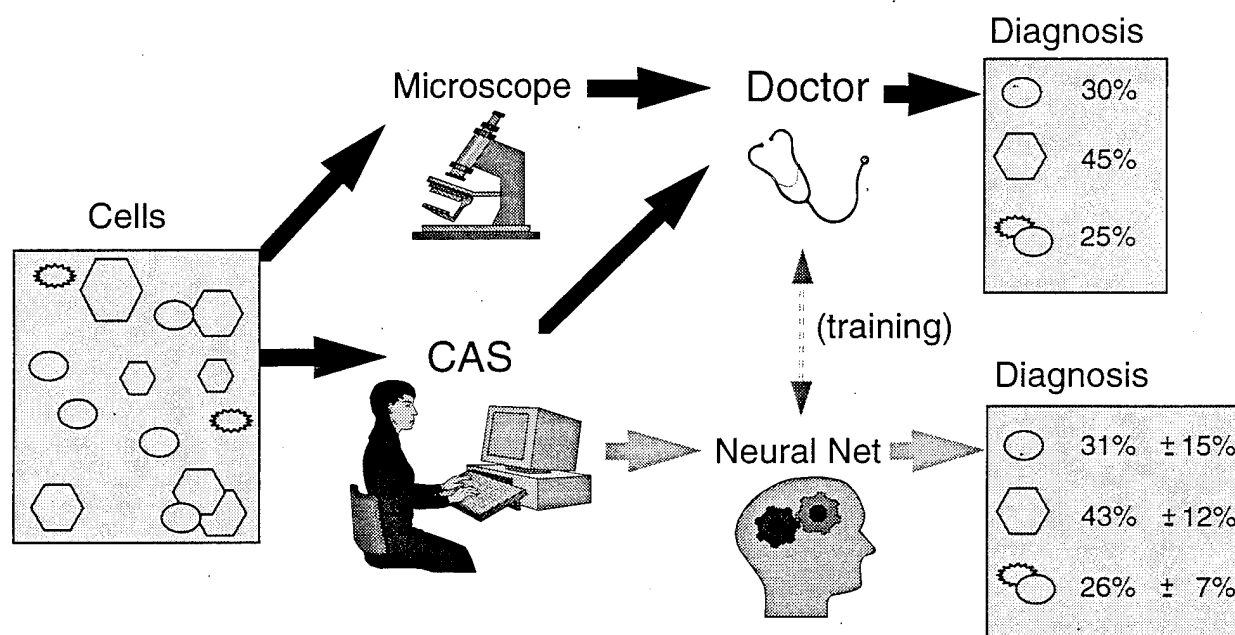 Diagnosis
Microscope
Doctor
30%
45%
25%
Cells
(training)
CAS
Diagnosis
Neural Net
31% ±15%
43% ±12%
26% ± 7%